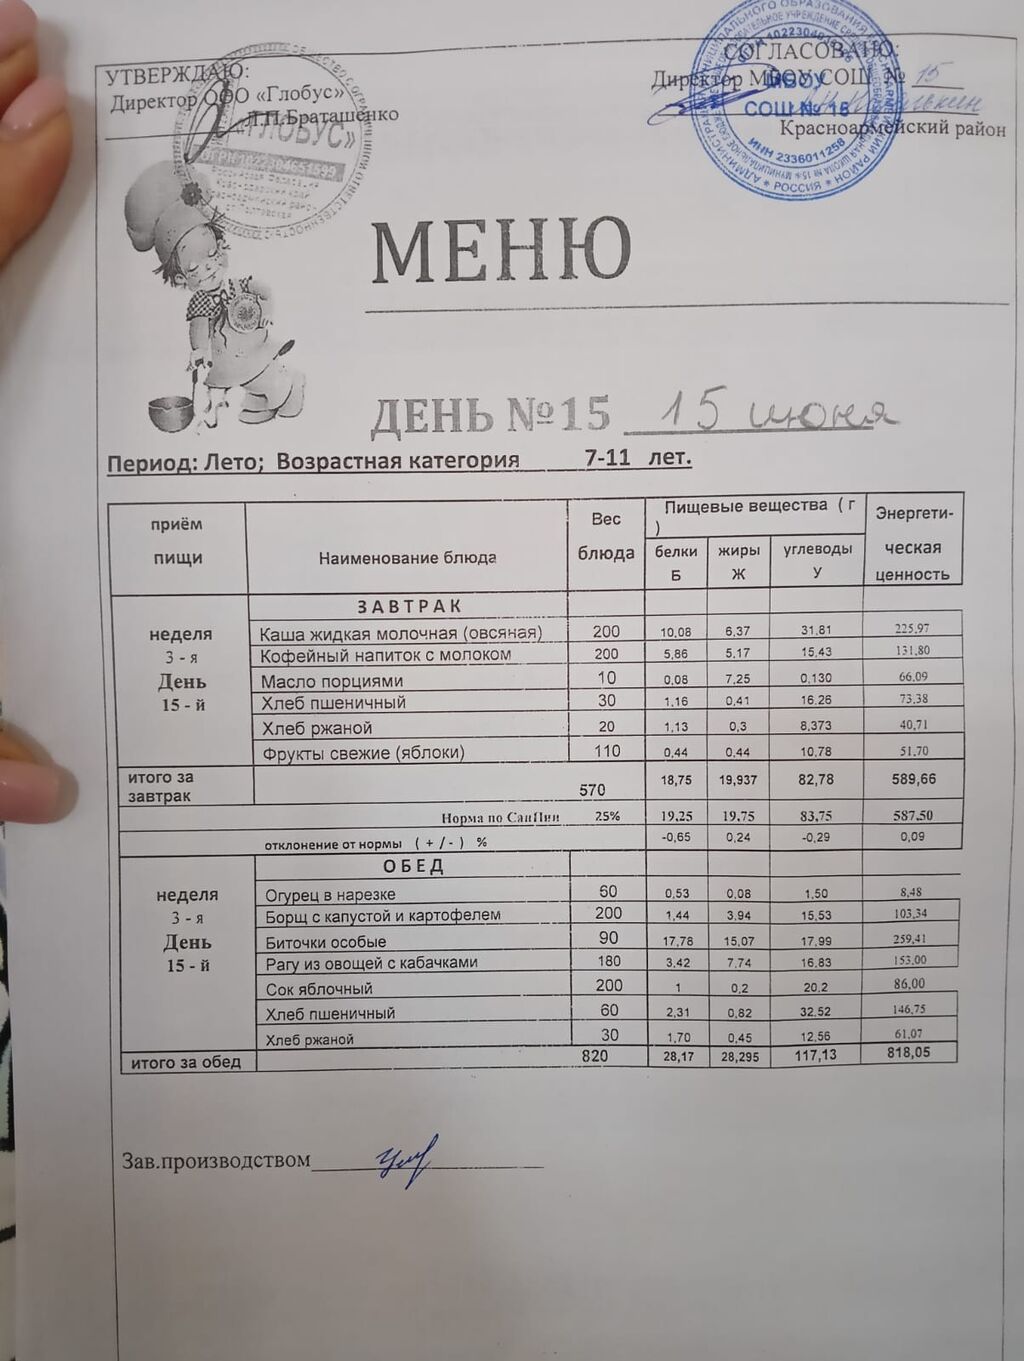 УТВЕРЖДАЮ:
Директор ООО «Глобус»
Л.П.Браташенко
«ГЛОБУС»
СОГЛАСОВАНО:
Директор МБОУ СОШ № 15
МБОУ
СОШ № 15
Красноармейский район
ИНН 2336011258
РОССИЯ
МЕНЮ
ДЕНЬ №15 15 июня
Период: Лето; Возрастная категория 7-11 лет.
приём пищи Наименование блюда Вес блюда Пищевые вещества ( г ) Энергети-ческая ценность
белки Б жиры Ж углеводы У
неделя 3 - я День 15 - й
ЗАВТРАК
Каша жидкая молочная (овсяная) 200 10,08 6,37 31,81 225,97
Кофейный напиток с молоком 200 5,86 5,17 15,43 131,80
Масло порциями 10 0,08 7,25 0,130 66,09
Хлеб пшеничный 30 1,16 0,41 16,26 73,38
Хлеб ржаной 20 1,13 0,3 8,373 40,71
Фрукты свежие (яблоки) 110 0,44 0,44 10,78 51,70
итого за завтрак 570 18,75 19,937 82,78 589,66
Норма по СанПин 25% 19,25 19,75 83,75 587,50
отклонение от нормы ( + / - ) % -0,65 0,24 -0,29 0,09
неделя 3 - я День 15 - й
ОБЕД
Огурец в нарезке 60 0,53 0,08 1,50 8,48
Борщ с капустой и картофелем 200 1,44 3,94 15,53 103,34
Биточки особые 90 17,78 15,07 17,99 259,41
Рагу из овощей с кабачками 180 3,42 7,74 16,83 153,00
Сок яблочный 200 1 0,2 20,2 86,00
Хлеб пшеничный 60 2,31 0,82 32,52 146,75
Хлеб ржаной 30 1,70 0,45 12,56 61,07
итого за обед 820 28,17 28,295 117,13 818,05
Зав.производством